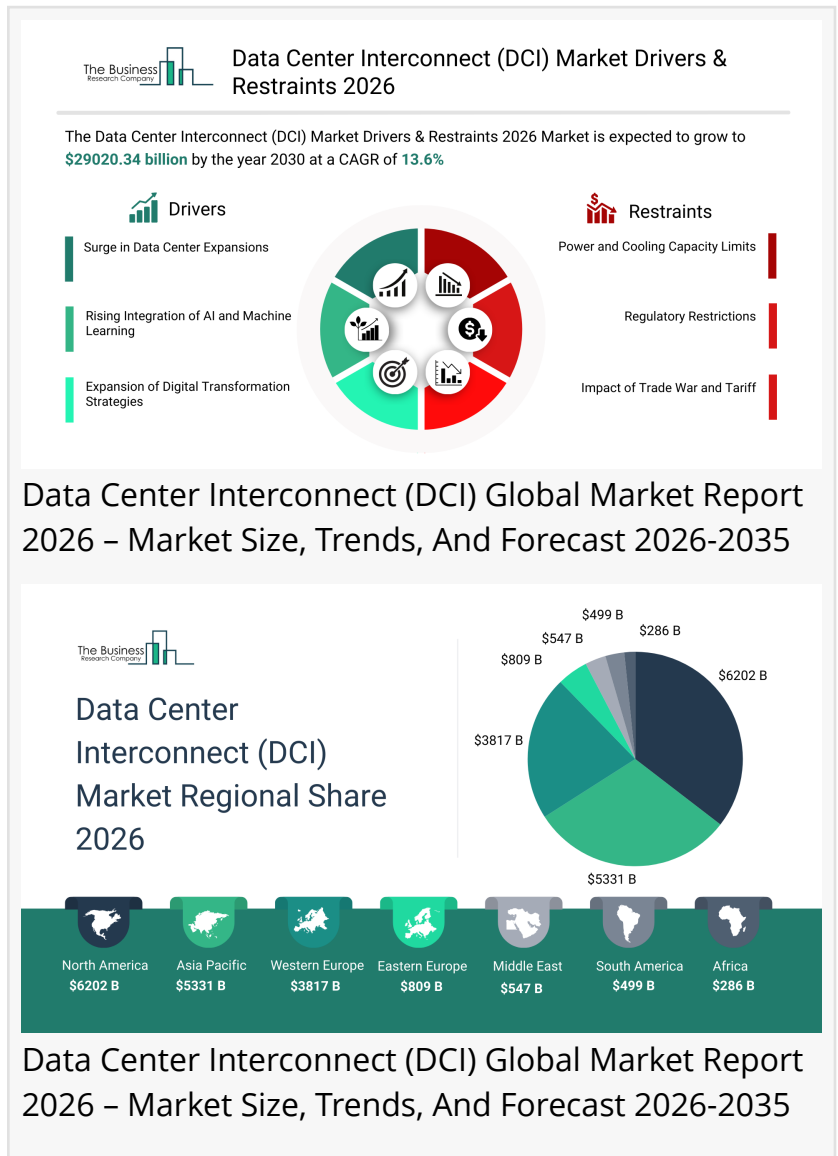 The Business
Research Company
Data Center Interconnect (DCI) Market Drivers &
Restraints 2026
The Data Center Interconnect (DCI) Market Drivers & Restraints 2026 Market is expected to grow to
$29020.34 billion by the year 2030 at a CAGR of 13.6%
Drivers
Surge in Data Center Expansions
Rising Integration of AI and Machine
Learning
Expansion of Digital Transformation
Strategies
Restraints
Power and Cooling Capacity Limits
Regulatory Restrictions
Impact of Trade War and Tariff
Data Center Interconnect (DCI) Global Market Report
2026 – Market Size, Trends, And Forecast 2026-2035
The Business
Research Company
Data Center
Interconnect (DCI)
Market Regional Share
2026
$499 B
$286 B
$547 B
$809 B
$6202 B
$3817 B
$5331 B
North America
$6202 B
Asia Pacific
$5331 B
Western Europe
$3817 B
Eastern Europe
$809 B
Middle East
$547 B
South America
$499 B
Africa
$286 B
Data Center Interconnect (DCI) Global Market Report
2026 – Market Size, Trends, And Forecast 2026-2035